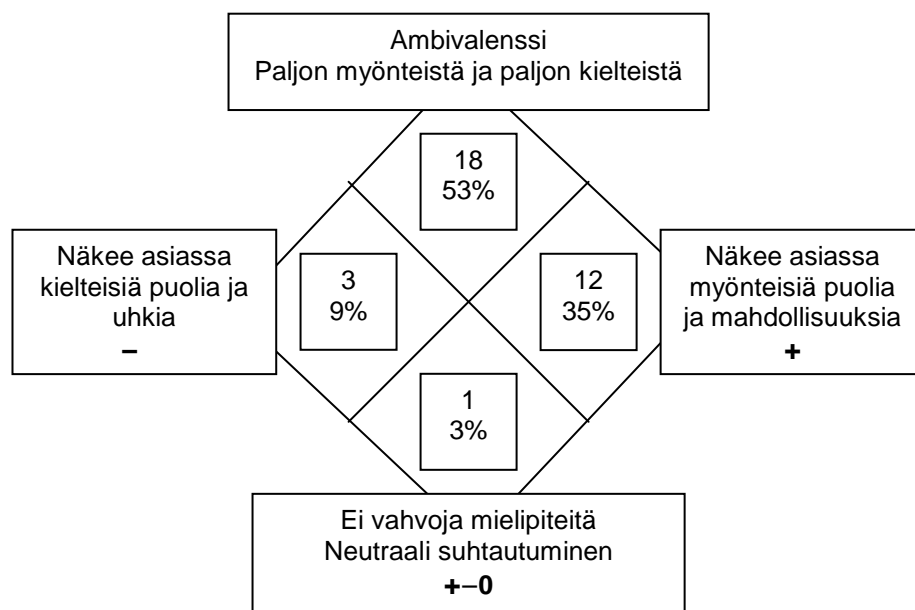 Ambivalenssi
Paljon myönteistä ja paljon kielteistä
18
53%
Näkee asiassa
kielteisiä puolia ja
uhkia
–
3
9%
12
35%
Näkee asiassa
myönteisiä puolia
ja mahdollisuuksia
+
1
3%
Ei vahvoja mielipiteitä
Neutraali suhtautuminen
+–0